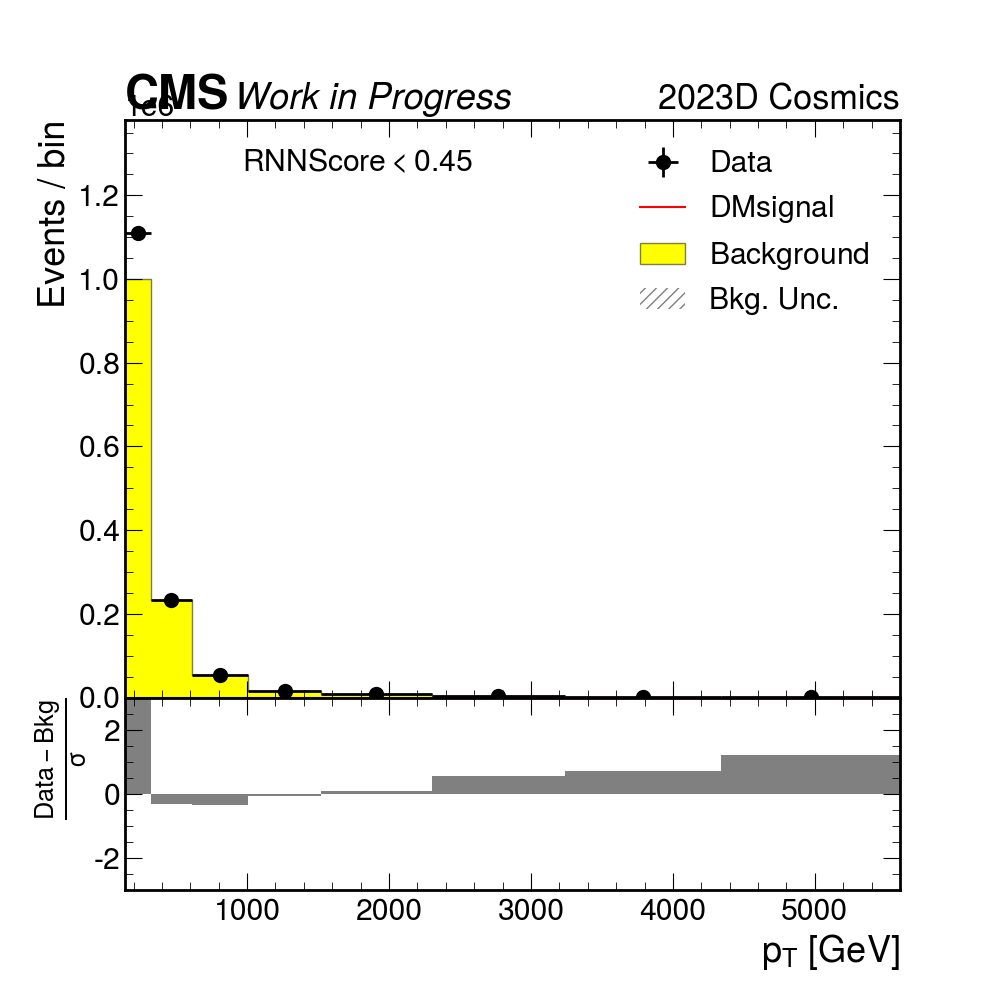 CMS Work in Progress
2023D Cosmics
1e6
Events / bin
RNNScore < 0.45
Data
DMsignal
Background
Bkg. Unc.
1.2
1.0
0.8
0.6
0.4
0.2
0.0
Data – Bkg
σ
2
0
-2
1000 2000 3000 4000 5000
pT [GeV]